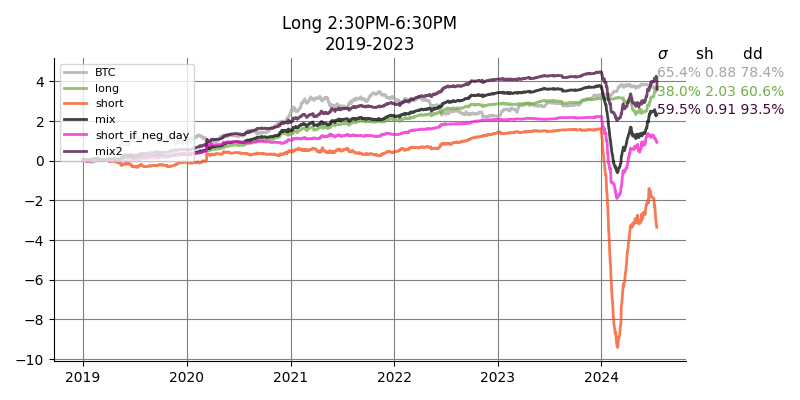 Long 2:30PM-6:30PM
2019-2023
σ sh dd
65.4% 0.88 78.4%
38.0% 2.03 60.6%
59.5% 0.91 93.5%
BTC
long
short
mix
short_if_neg_day
mix2
4
2
0
−2
−4
−6
−8
−10
2019 2020 2021 2022 2023 2024